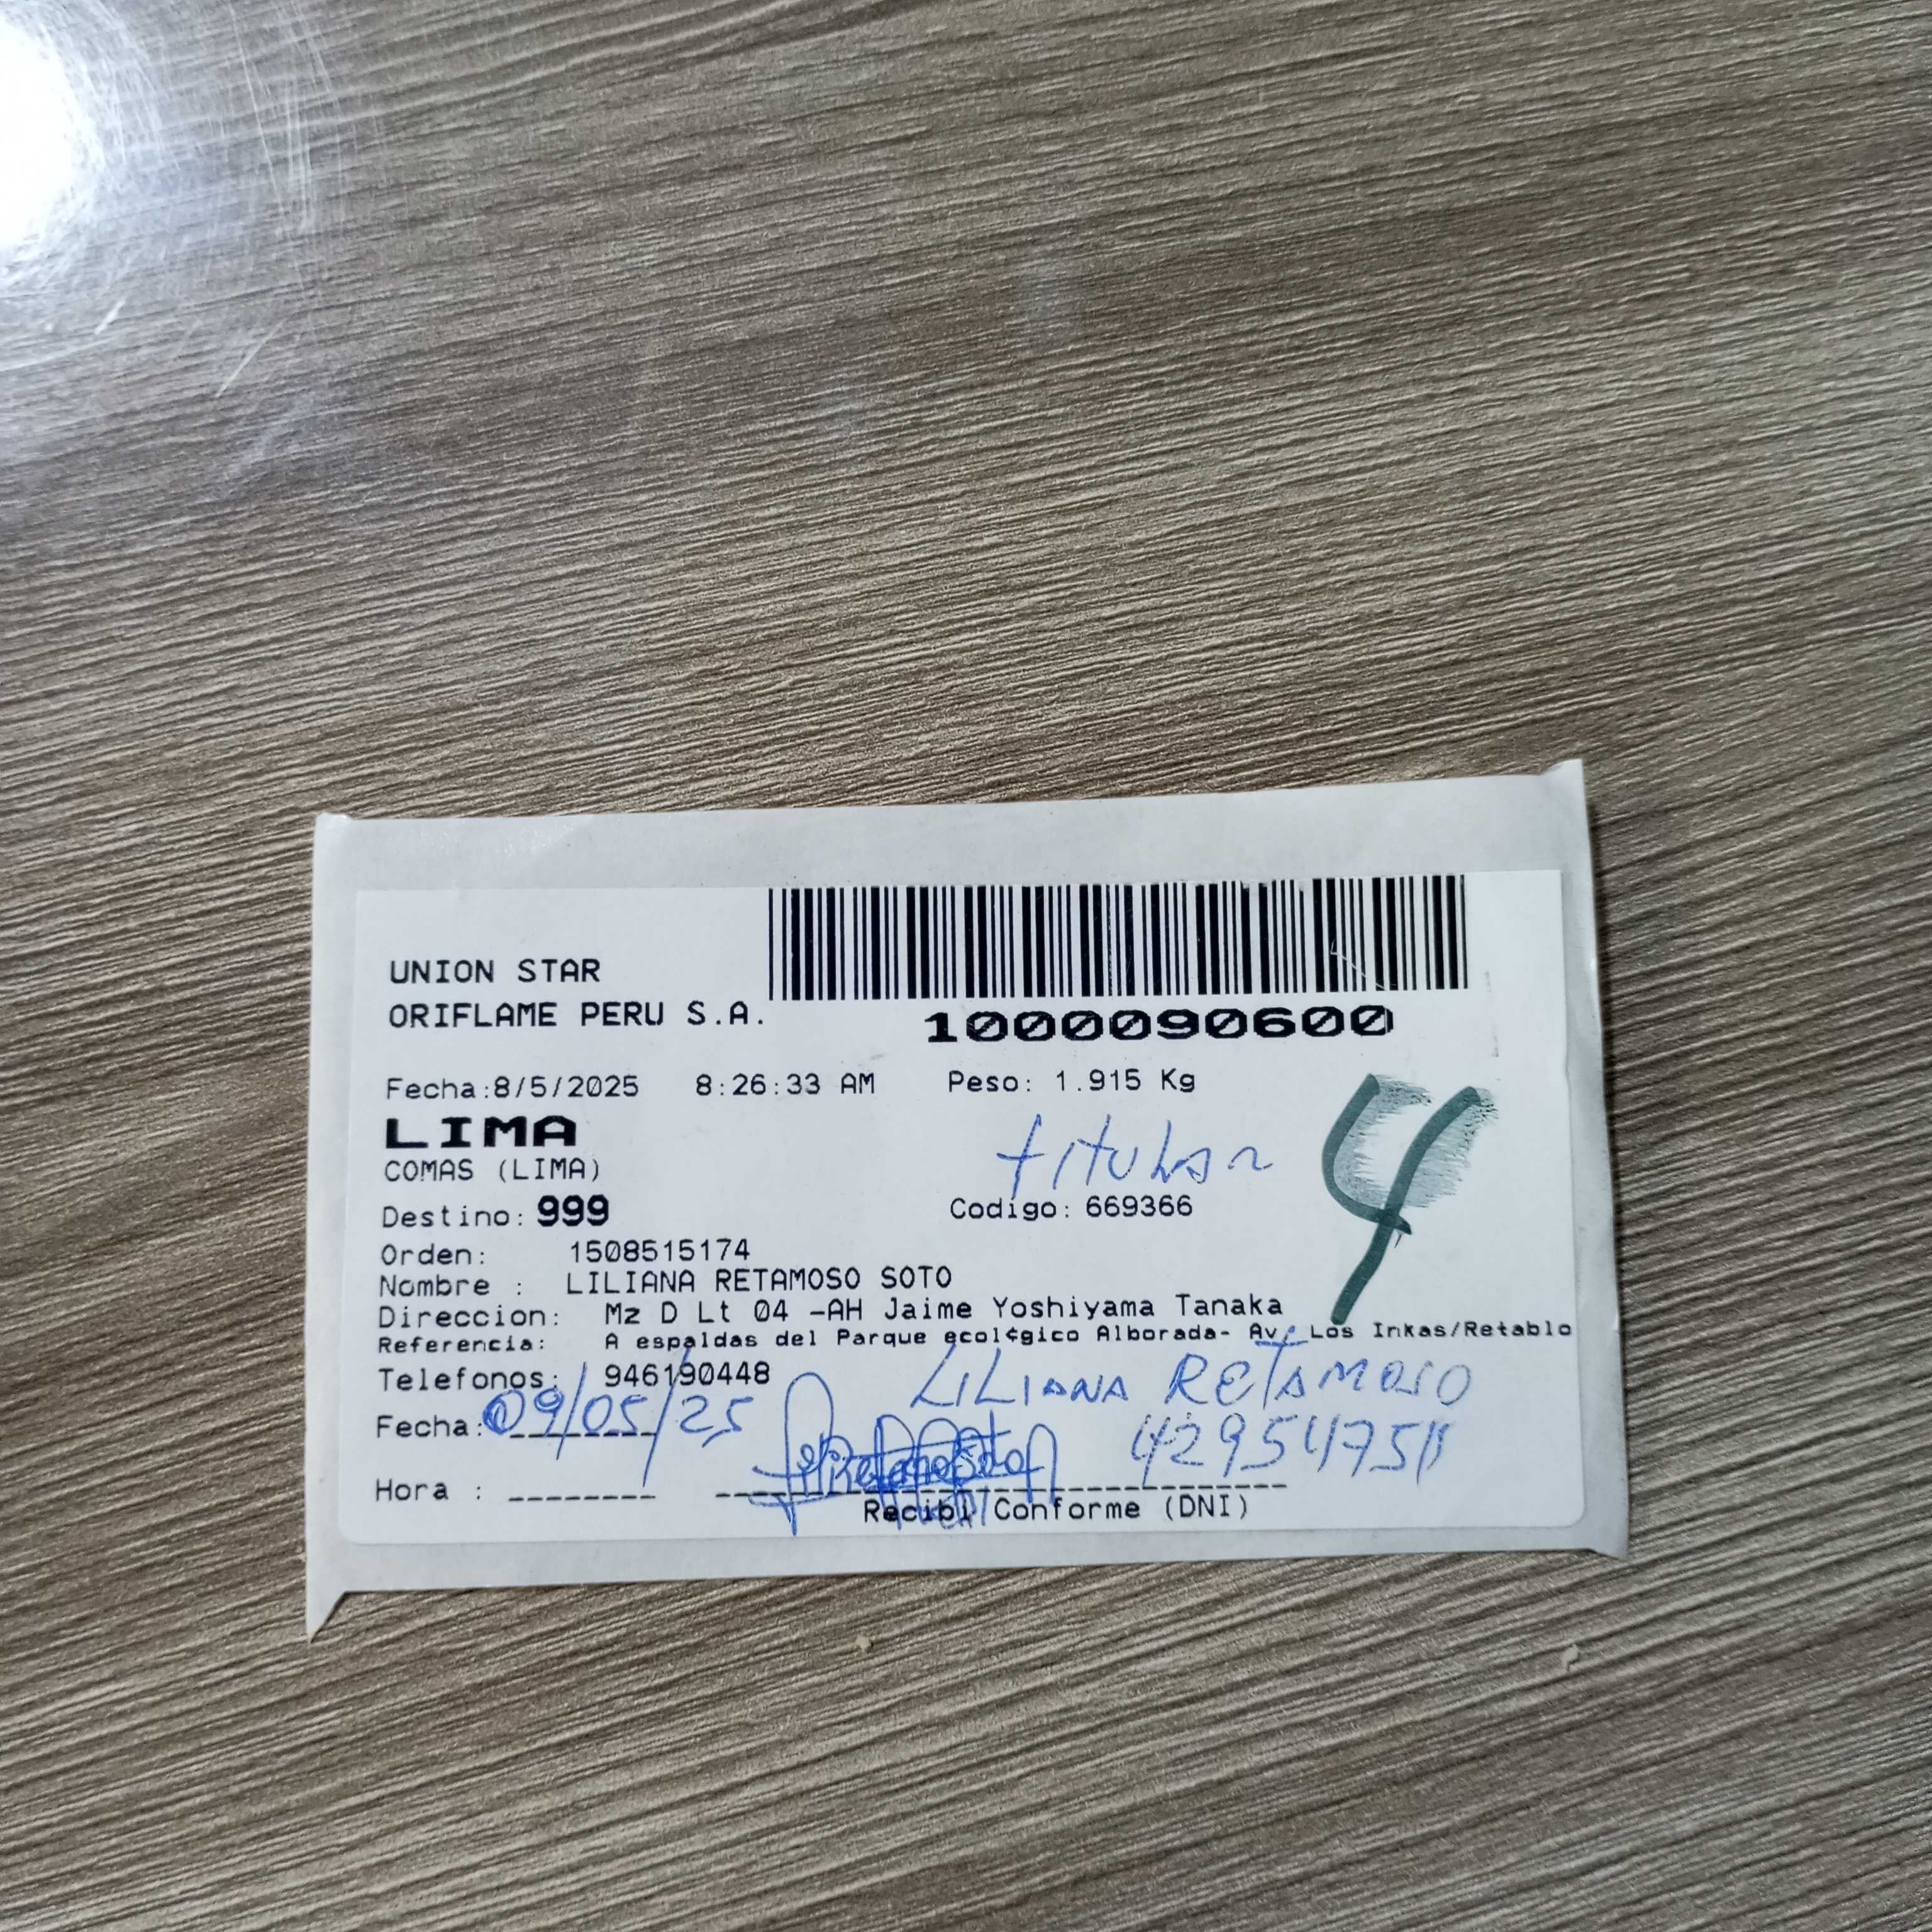 UNION STAR
ORIFLAME PERU S.A.
1000090600
Fecha:8/5/2025 8:26:33 AM Peso: 1.915 Kg
LIMA
COMAS (LIMA)
titular
4
Destino: 999 Codigo: 669366
Orden: 1508515174
Nombre : LILIANA RETAMOSO SOTO
Direccion: Mz D Lt 04 -AH Jaime Yoshiyama Tanaka
Referencia: A espaldas del Parque ecol¢gico Alborada- Av. Los Inkas/Retablo
Telefonos: 946190448
LILIANA RETAMOSO
Fecha: 09/05/25
Hora :
Recibi Conforme (DNI)